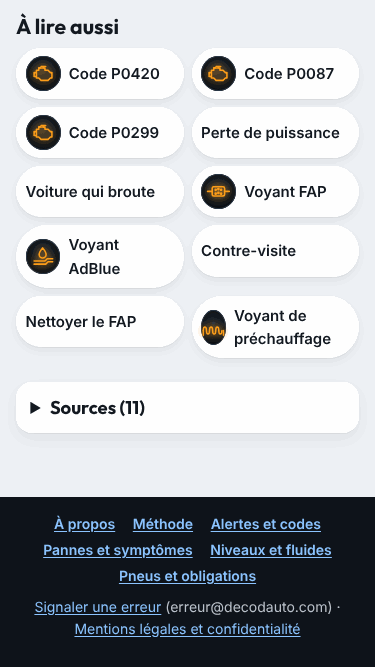 À lire aussi
Code P0420
Code P0087
Code P0299
Perte de puissance
Voiture qui broute
Voyant FAP
Voyant
AdBlue
Contre-visite
Nettoyer le FAP
Voyant de
préchauffage
Sources (11)
À propos Méthode Alertes et codes
Pannes et symptômes Niveaux et fluides
Pneus et obligations
Signaler une erreur (erreur@decodauto.com) ·
Mentions légales et confidentialité